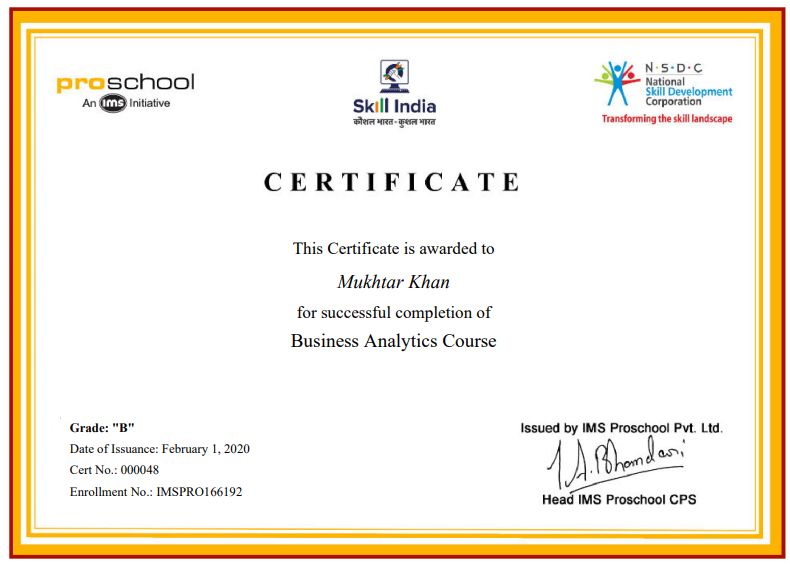 proschool
An ims Initiative
Skill India
कौशल भारत - कुशल भारत
N·S·D·C
National
Skill Development
Corporation
Transforming the skill landscape
CERTIFICATE
This Certificate is awarded to
Mukhtar Khan
for successful completion of
Business Analytics Course
Grade: "B"
Date of Issuance: February 1, 2020
Cert No.: 000048
Enrollment No.: IMSPRO166192
Issued by IMS Proschool Pvt. Ltd.
Head IMS Proschool CPS